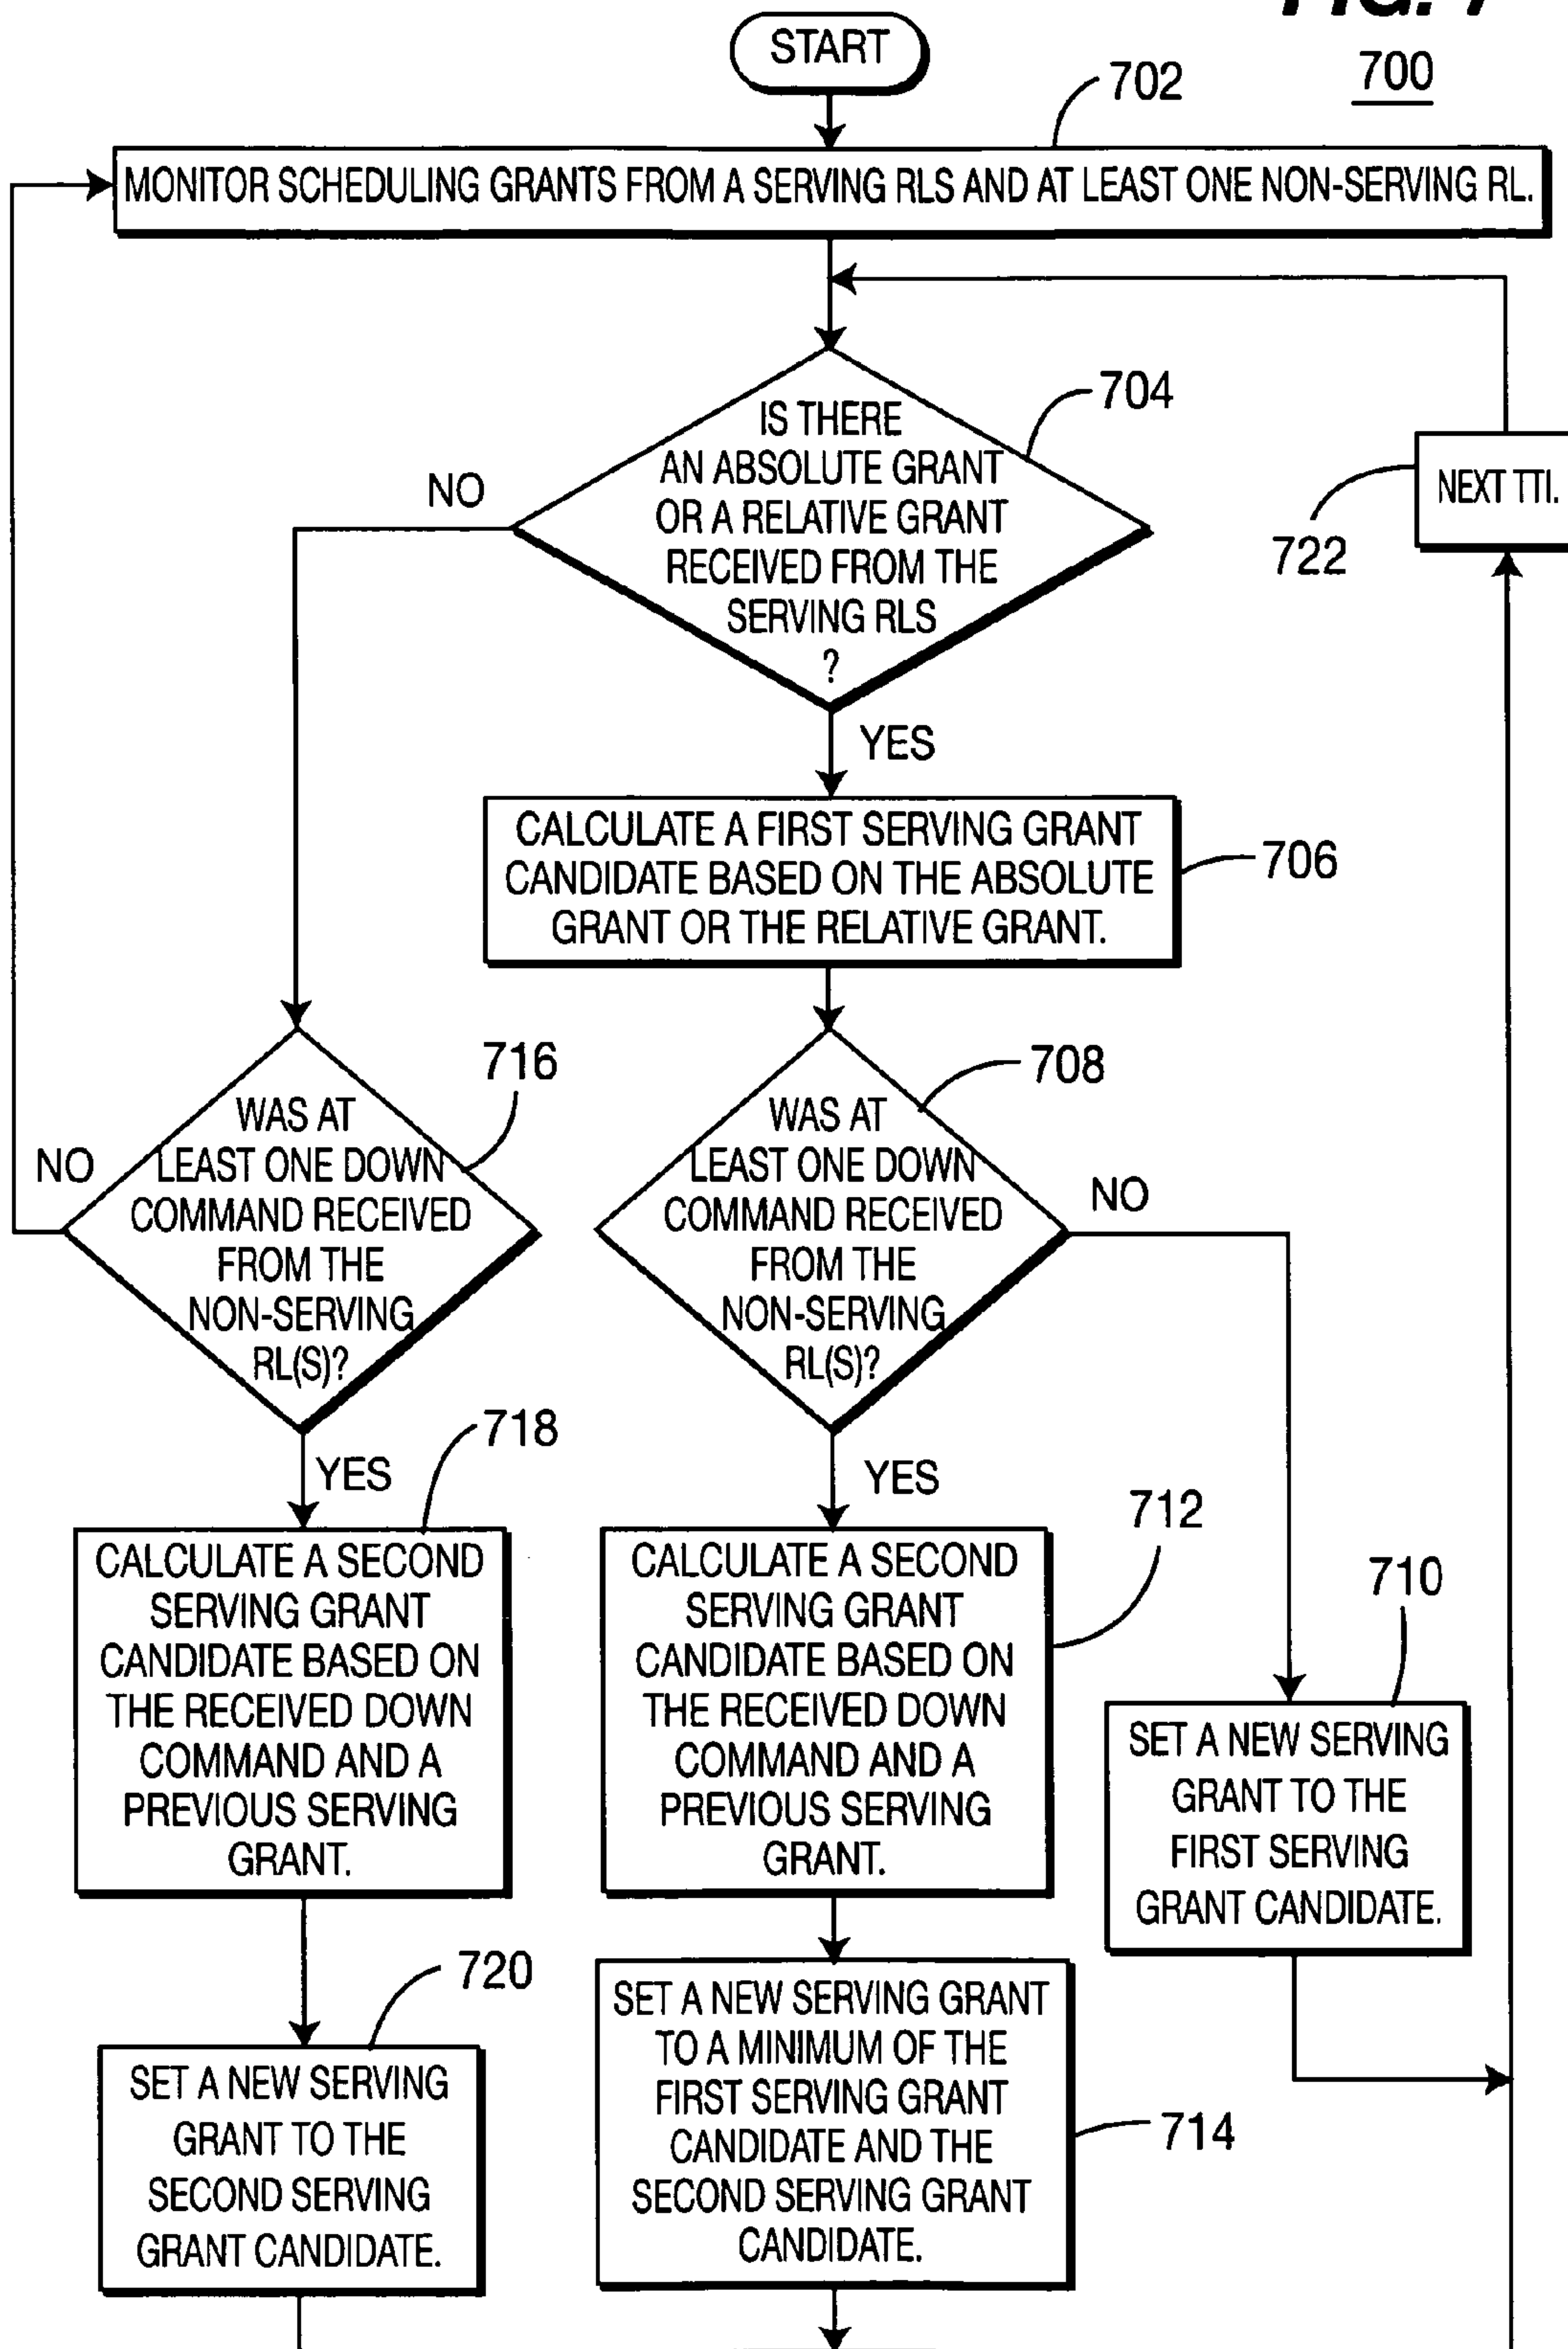 FIG. 7
700
START
702
MONITOR SCHEDULING GRANTS FROM A SERVING RLS AND AT LEAST ONE NON-SERVING RL.
704
IS THERE
AN ABSOLUTE GRANT
OR A RELATIVE GRANT
RECEIVED FROM THE
SERVING RLS
?
NO
YES
NEXT TTI.
722
CALCULATE A FIRST SERVING GRANT
CANDIDATE BASED ON THE ABSOLUTE
GRANT OR THE RELATIVE GRANT.
706
716
WAS AT
LEAST ONE DOWN
COMMAND RECEIVED
FROM THE
NON-SERVING
RL(S)?
NO
YES
708
WAS AT
LEAST ONE DOWN
COMMAND RECEIVED
FROM THE
NON-SERVING
RL(S)?
NO
YES
718
CALCULATE A SECOND
SERVING GRANT
CANDIDATE BASED ON
THE RECEIVED DOWN
COMMAND AND A
PREVIOUS SERVING
GRANT.
712
CALCULATE A SECOND
SERVING GRANT
CANDIDATE BASED ON
THE RECEIVED DOWN
COMMAND AND A
PREVIOUS SERVING
GRANT.
710
SET A NEW SERVING
GRANT TO THE
FIRST SERVING
GRANT CANDIDATE.
720
SET A NEW SERVING
GRANT TO THE
SECOND SERVING
GRANT CANDIDATE.
SET A NEW SERVING GRANT
TO A MINIMUM OF THE
FIRST SERVING GRANT
CANDIDATE AND THE
SECOND SERVING GRANT
CANDIDATE.
714